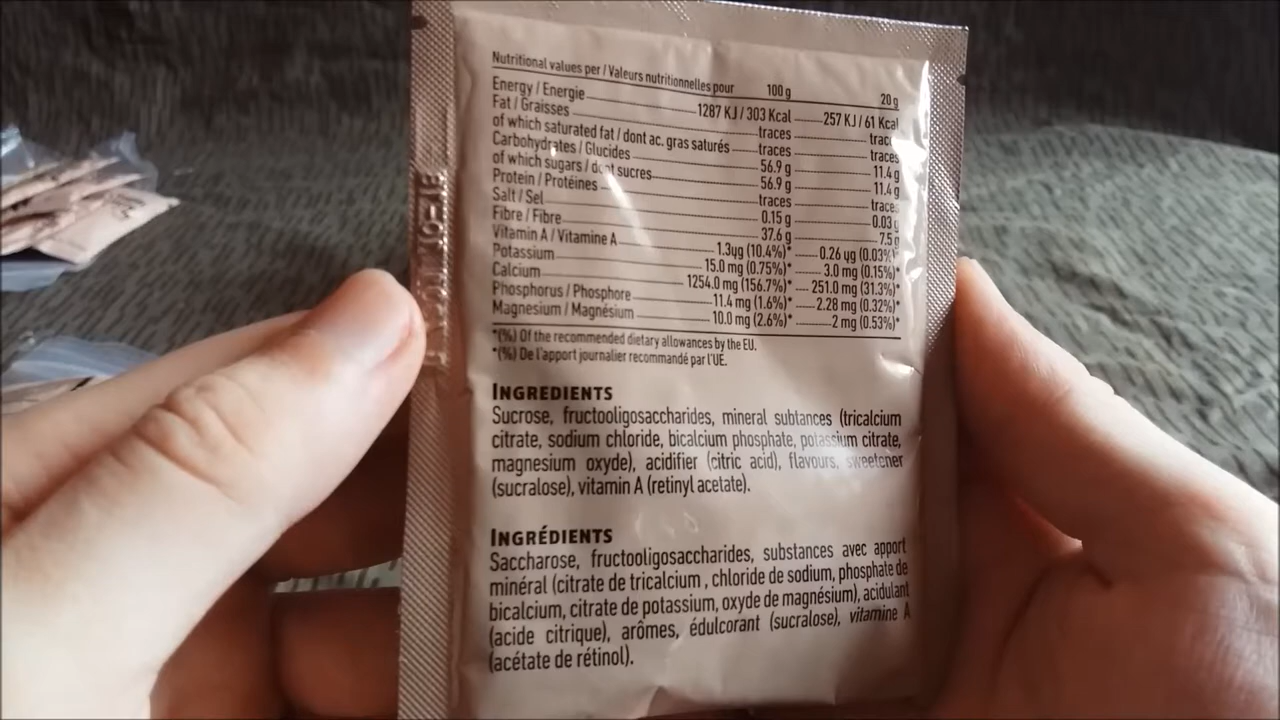 Nutritional values per / Valeurs nutritionnelles pour 100 g 20 g
Energy / Energie 1287 KJ / 303 Kcal 257 KJ / 61 Kcal
Fat / Graisses traces traces
of which saturated fat / dont ac. gras saturés traces traces
Carbohydrates / Glucides 56.9 g 11.4 g
of which sugars / dont sucres 56.9 g 11.4 g
Protein / Protéines traces traces
Salt / Sel 0.15 g 0.03 g
Fibre / Fibre 37.6 g 7.5 g
Vitamin A / Vitamine A 1.3µg (10.4%)* 0.26 µg (0.03%)*
Potassium 15.0 mg (0.75%)* 3.0 mg (0.15%)*
Calcium 1254.0 mg (156.7%)* 251.0 mg (31.3%)*
Phosphorus / Phosphore 11.4 mg (1.6%)* 2.28 mg (0.32%)*
Magnesium / Magnésium 10.0 mg (2.6%)* 2 mg (0.53%)*
*(%) Of the recommended dietary allowances by the EU.
*(%) De l'apport journalier recommandé par l'UE.
INGREDIENTS
Sucrose, fructooligosaccharides, mineral subtances (tricalcium
citrate, sodium chloride, bicalcium phosphate, potassium citrate,
magnesium oxyde), acidifier (citric acid), flavours, sweetener
(sucralose), vitamin A (retinyl acetate).
INGRÉDIENTS
Saccharose, fructooligosaccharides, substances avec apport
minéral (citrate de tricalcium , chloride de sodium, phosphate de
bicalcium, citrate de potassium, oxyde de magnésium), acidulant
(acide citrique), arômes, édulcorant (sucralose), vitamine A
(acétate de rétinol).